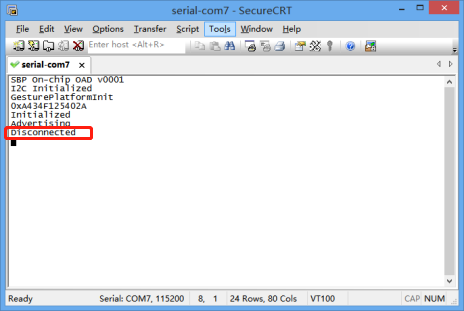 serial-com7 - SecureCRT
File Edit View Options Transfer Script Tools Window Help
Enter host <Alt+R>
serial-com7
SBP On-chip OAD v0001
I2C Initialized
GesturePlatformInit
0xA434F125402A
Initialized
Advertising
Disconnected
Ready Serial: COM7, 115200 8, 1 24 Rows, 80 Cols VT100 CAP NUM